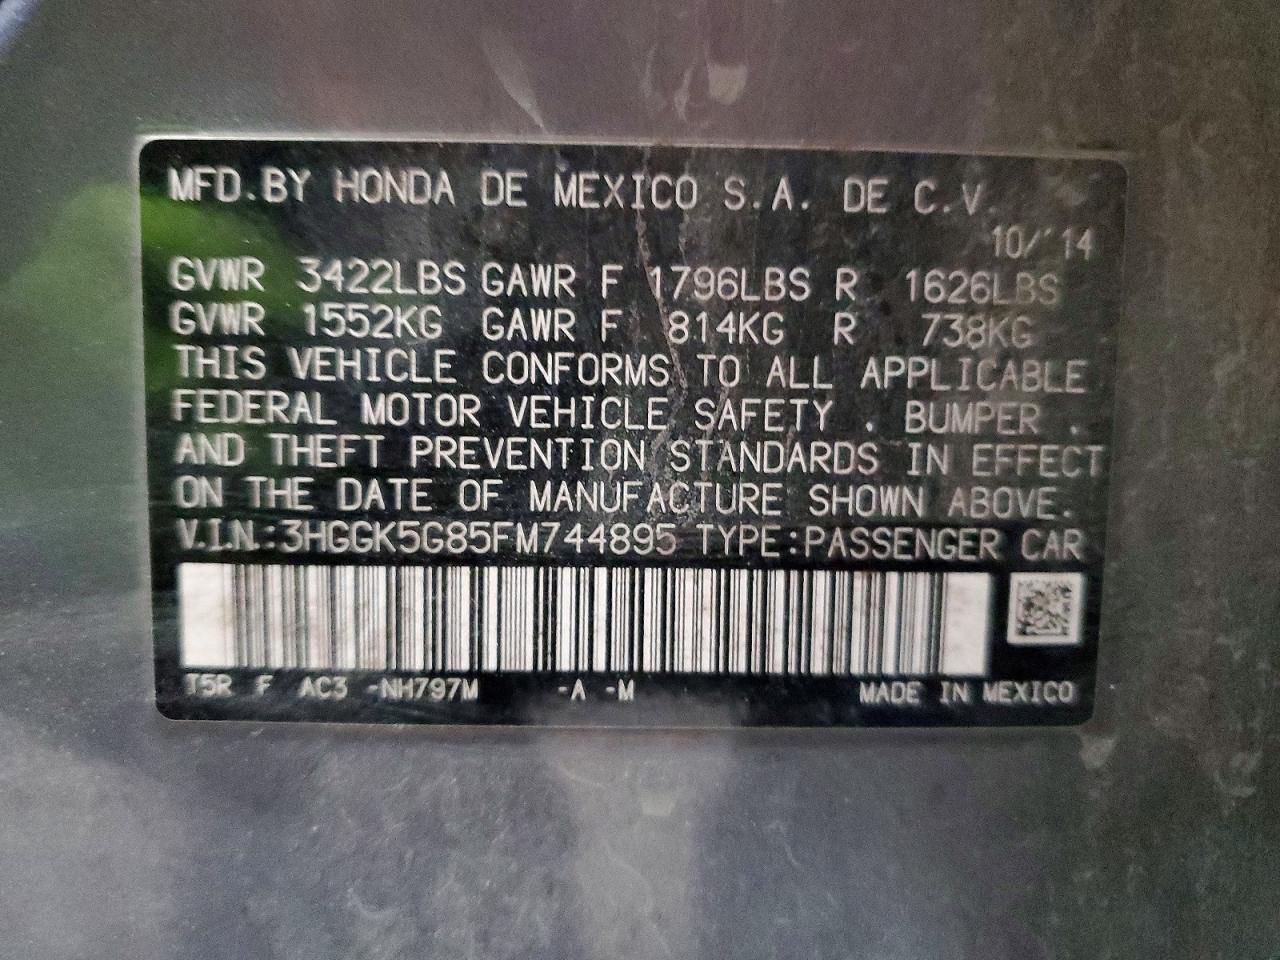 MFD.BY HONDA DE MEXICO S.A. DE C.V.
10/'14
GVWR 3422LBS GAWR F 1796LBS R 1626LBS
GVWR 1552KG GAWR F 814KG R 738KG
THIS VEHICLE CONFORMS TO ALL APPLICABLE
FEDERAL MOTOR VEHICLE SAFETY , BUMPER ,
AND THEFT PREVENTION STANDARDS IN EFFECT
ON THE DATE OF MANUFACTURE SHOWN ABOVE.
V.I.N.:3HGGK5G85FM744895 TYPE:PASSENGER CAR
T5R F AC3 -NH797M -A -M MADE IN MEXICO